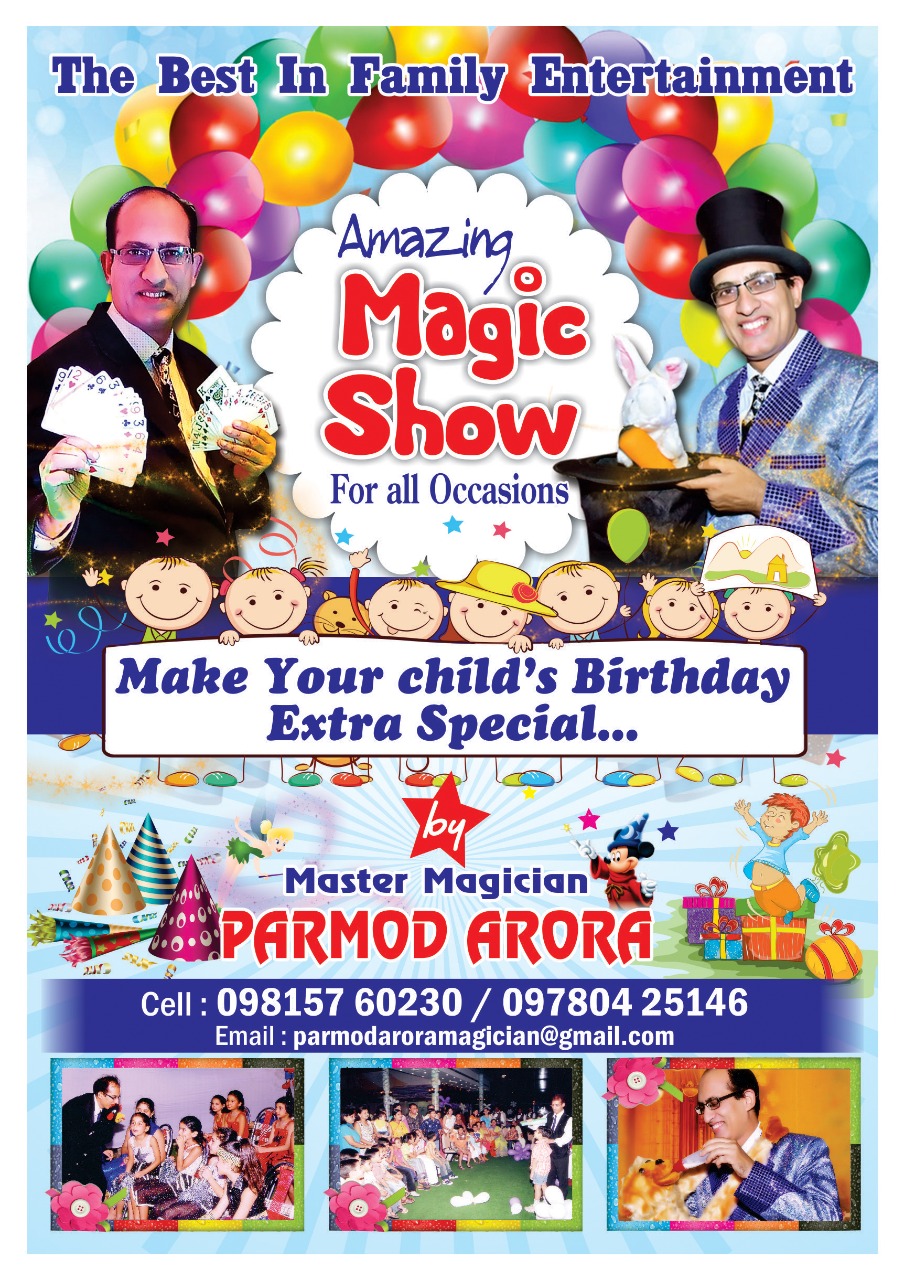 The Best In Family Entertainment
Amazing
Magic
Show
For all Occasions
Make Your child's Birthday
Extra Special...
by
Master Magician
PARMOD ARORA
Cell : 098157 60230 / 097804 25146
Email : parmodaroramagician@gmail.com